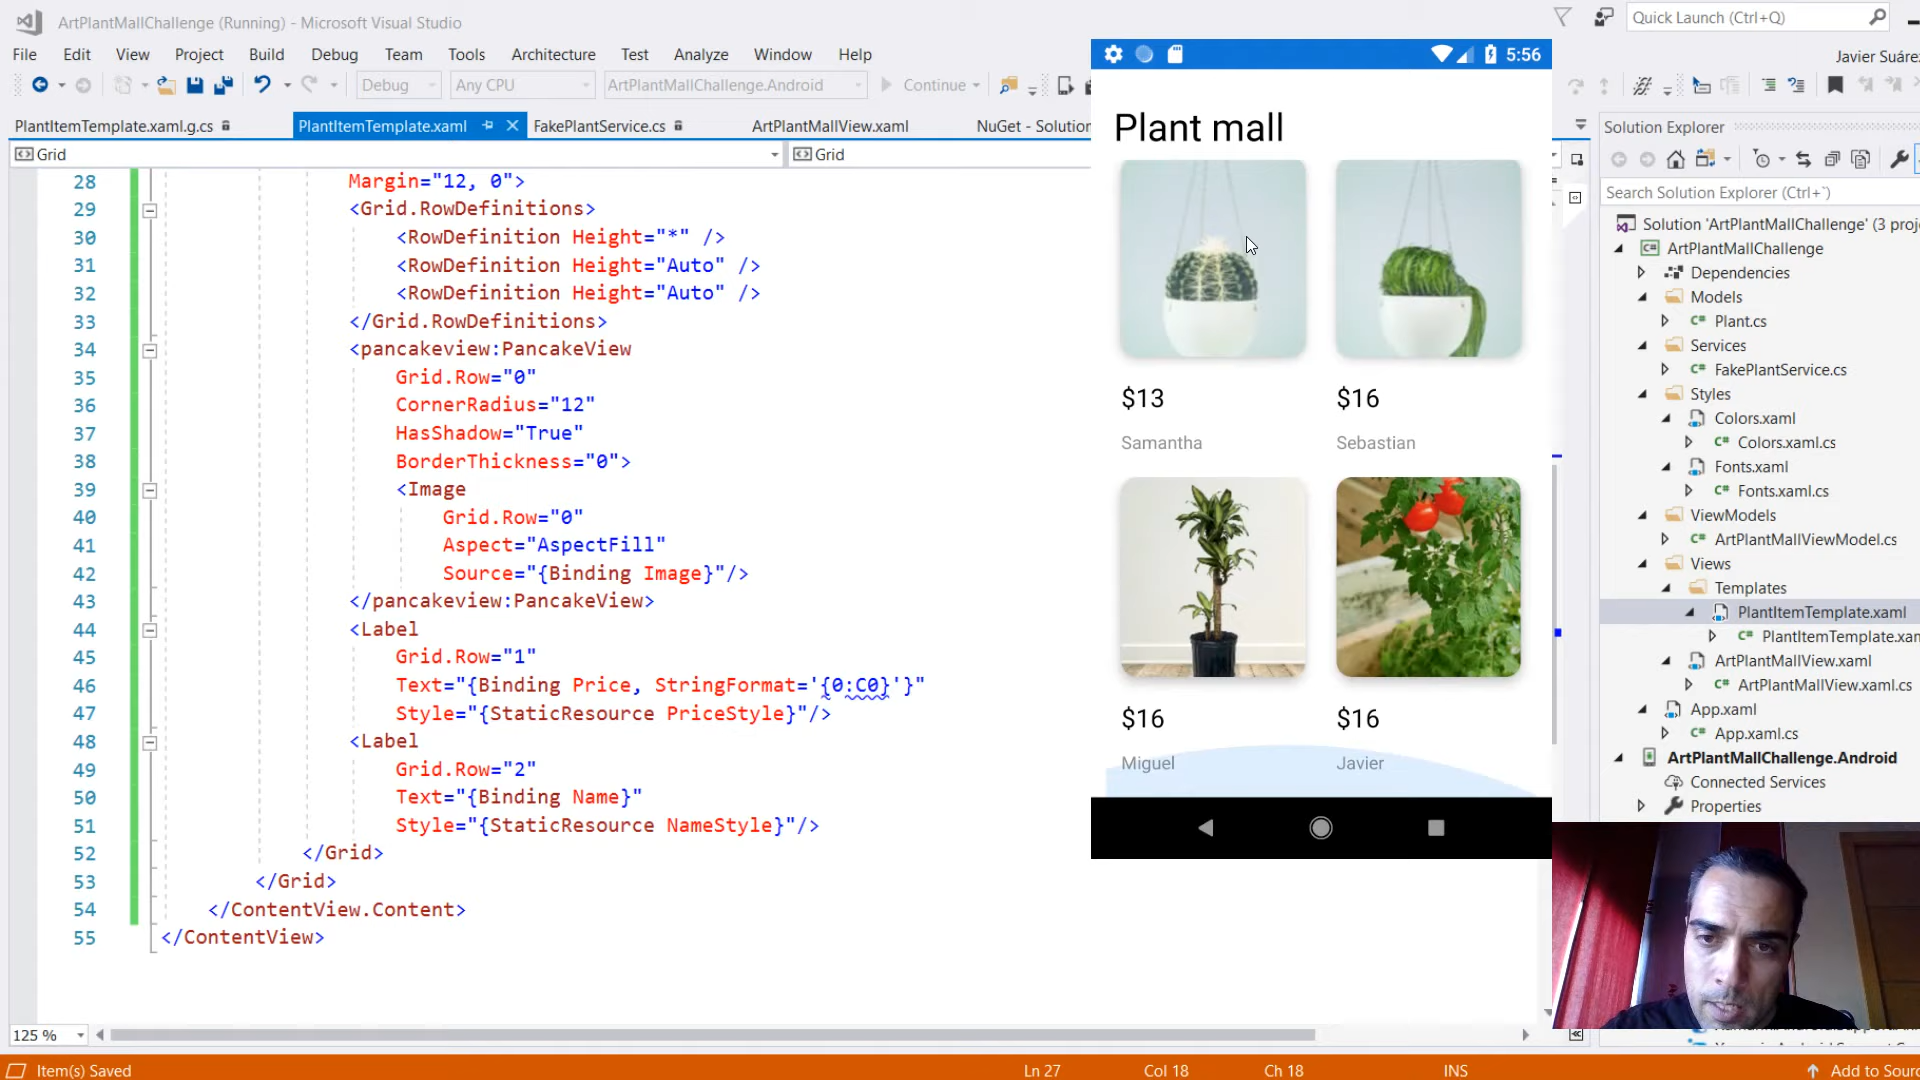 ArtPlantMallChallenge (Running) - Microsoft Visual Studio
Quick Launch (Ctrl+Q)
File Edit View Project Build Debug Team Tools Architecture Test Analyze Window Help
Javier Suáre
Debug Any CPU ArtPlantMallChallenge.Android Continue
PlantItemTemplate.xaml.g.cs PlantItemTemplate.xaml FakePlantService.cs ArtPlantMallView.xaml NuGet - Solution
Grid Grid
28 Margin="12, 0">
29 <Grid.RowDefinitions>
30 <RowDefinition Height="*" />
31 <RowDefinition Height="Auto" />
32 <RowDefinition Height="Auto" />
33 </Grid.RowDefinitions>
34 <pancakeview:PancakeView
35 Grid.Row="0"
36 CornerRadius="12"
37 HasShadow="True"
38 BorderThickness="0">
39 <Image
40 Grid.Row="0"
41 Aspect="AspectFill"
42 Source="{Binding Image}"/>
43 </pancakeview:PancakeView>
44 <Label
45 Grid.Row="1"
46 Text="{Binding Price, StringFormat='{0:C0}'}"
47 Style="{StaticResource PriceStyle}"/>
48 <Label
49 Grid.Row="2"
50 Text="{Binding Name}"
51 Style="{StaticResource NameStyle}"/>
52 </Grid>
53 </Grid>
54 </ContentView.Content>
55 </ContentView>
125 %
5:56
Plant mall
$13 $16
Samantha Sebastian
$16 $16
Miguel Javier
Solution Explorer
Search Solution Explorer (Ctrl+¨)
Solution 'ArtPlantMallChallenge' (3 proj
ArtPlantMallChallenge
Dependencies
Models
C# Plant.cs
Services
C# FakePlantService.cs
Styles
Colors.xaml
C# Colors.xaml.cs
Fonts.xaml
C# Fonts.xaml.cs
ViewModels
C# ArtPlantMallViewModel.cs
Views
Templates
PlantItemTemplate.xaml
C# PlantItemTemplate.xam
ArtPlantMallView.xaml
C# ArtPlantMallView.xaml.cs
App.xaml
C# App.xaml.cs
ArtPlantMallChallenge.Android
Connected Services
Properties
Item(s) Saved Ln 27 Col 18 Ch 18 INS Add to Sourc